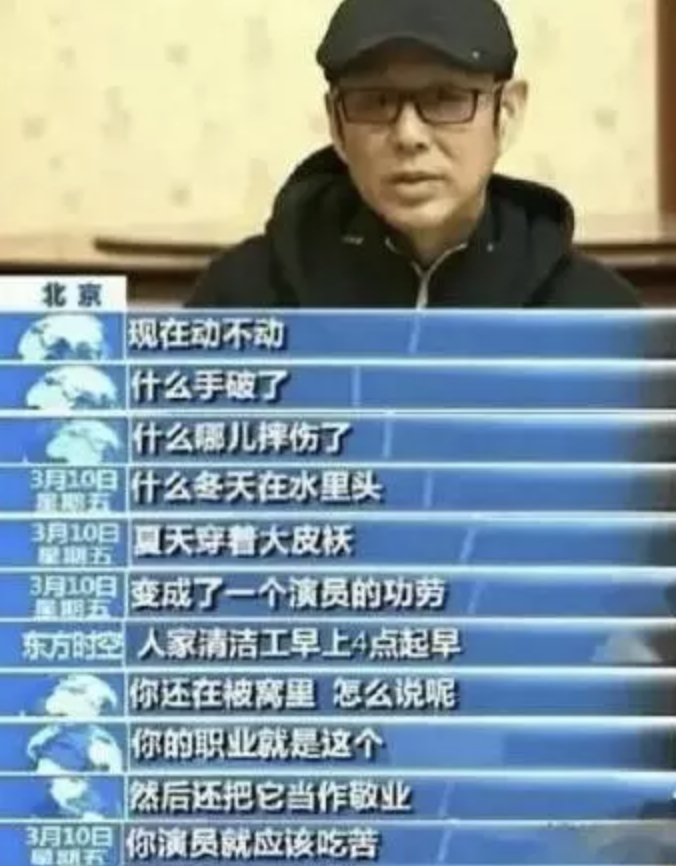 北京
现在动不动
什么手破了
什么哪儿摔伤了
3月10日
星期五
什么冬天在水里头
3月10日
星期五
夏天穿着大皮袄
3月10日
星期五
变成了一个演员的功劳
东方时空
人家清洁工早上4点起早
你还在被窝里 怎么说呢
你的职业就是这个
然后还把它当作敬业
3月10日
星期五
你演员就应该吃苦